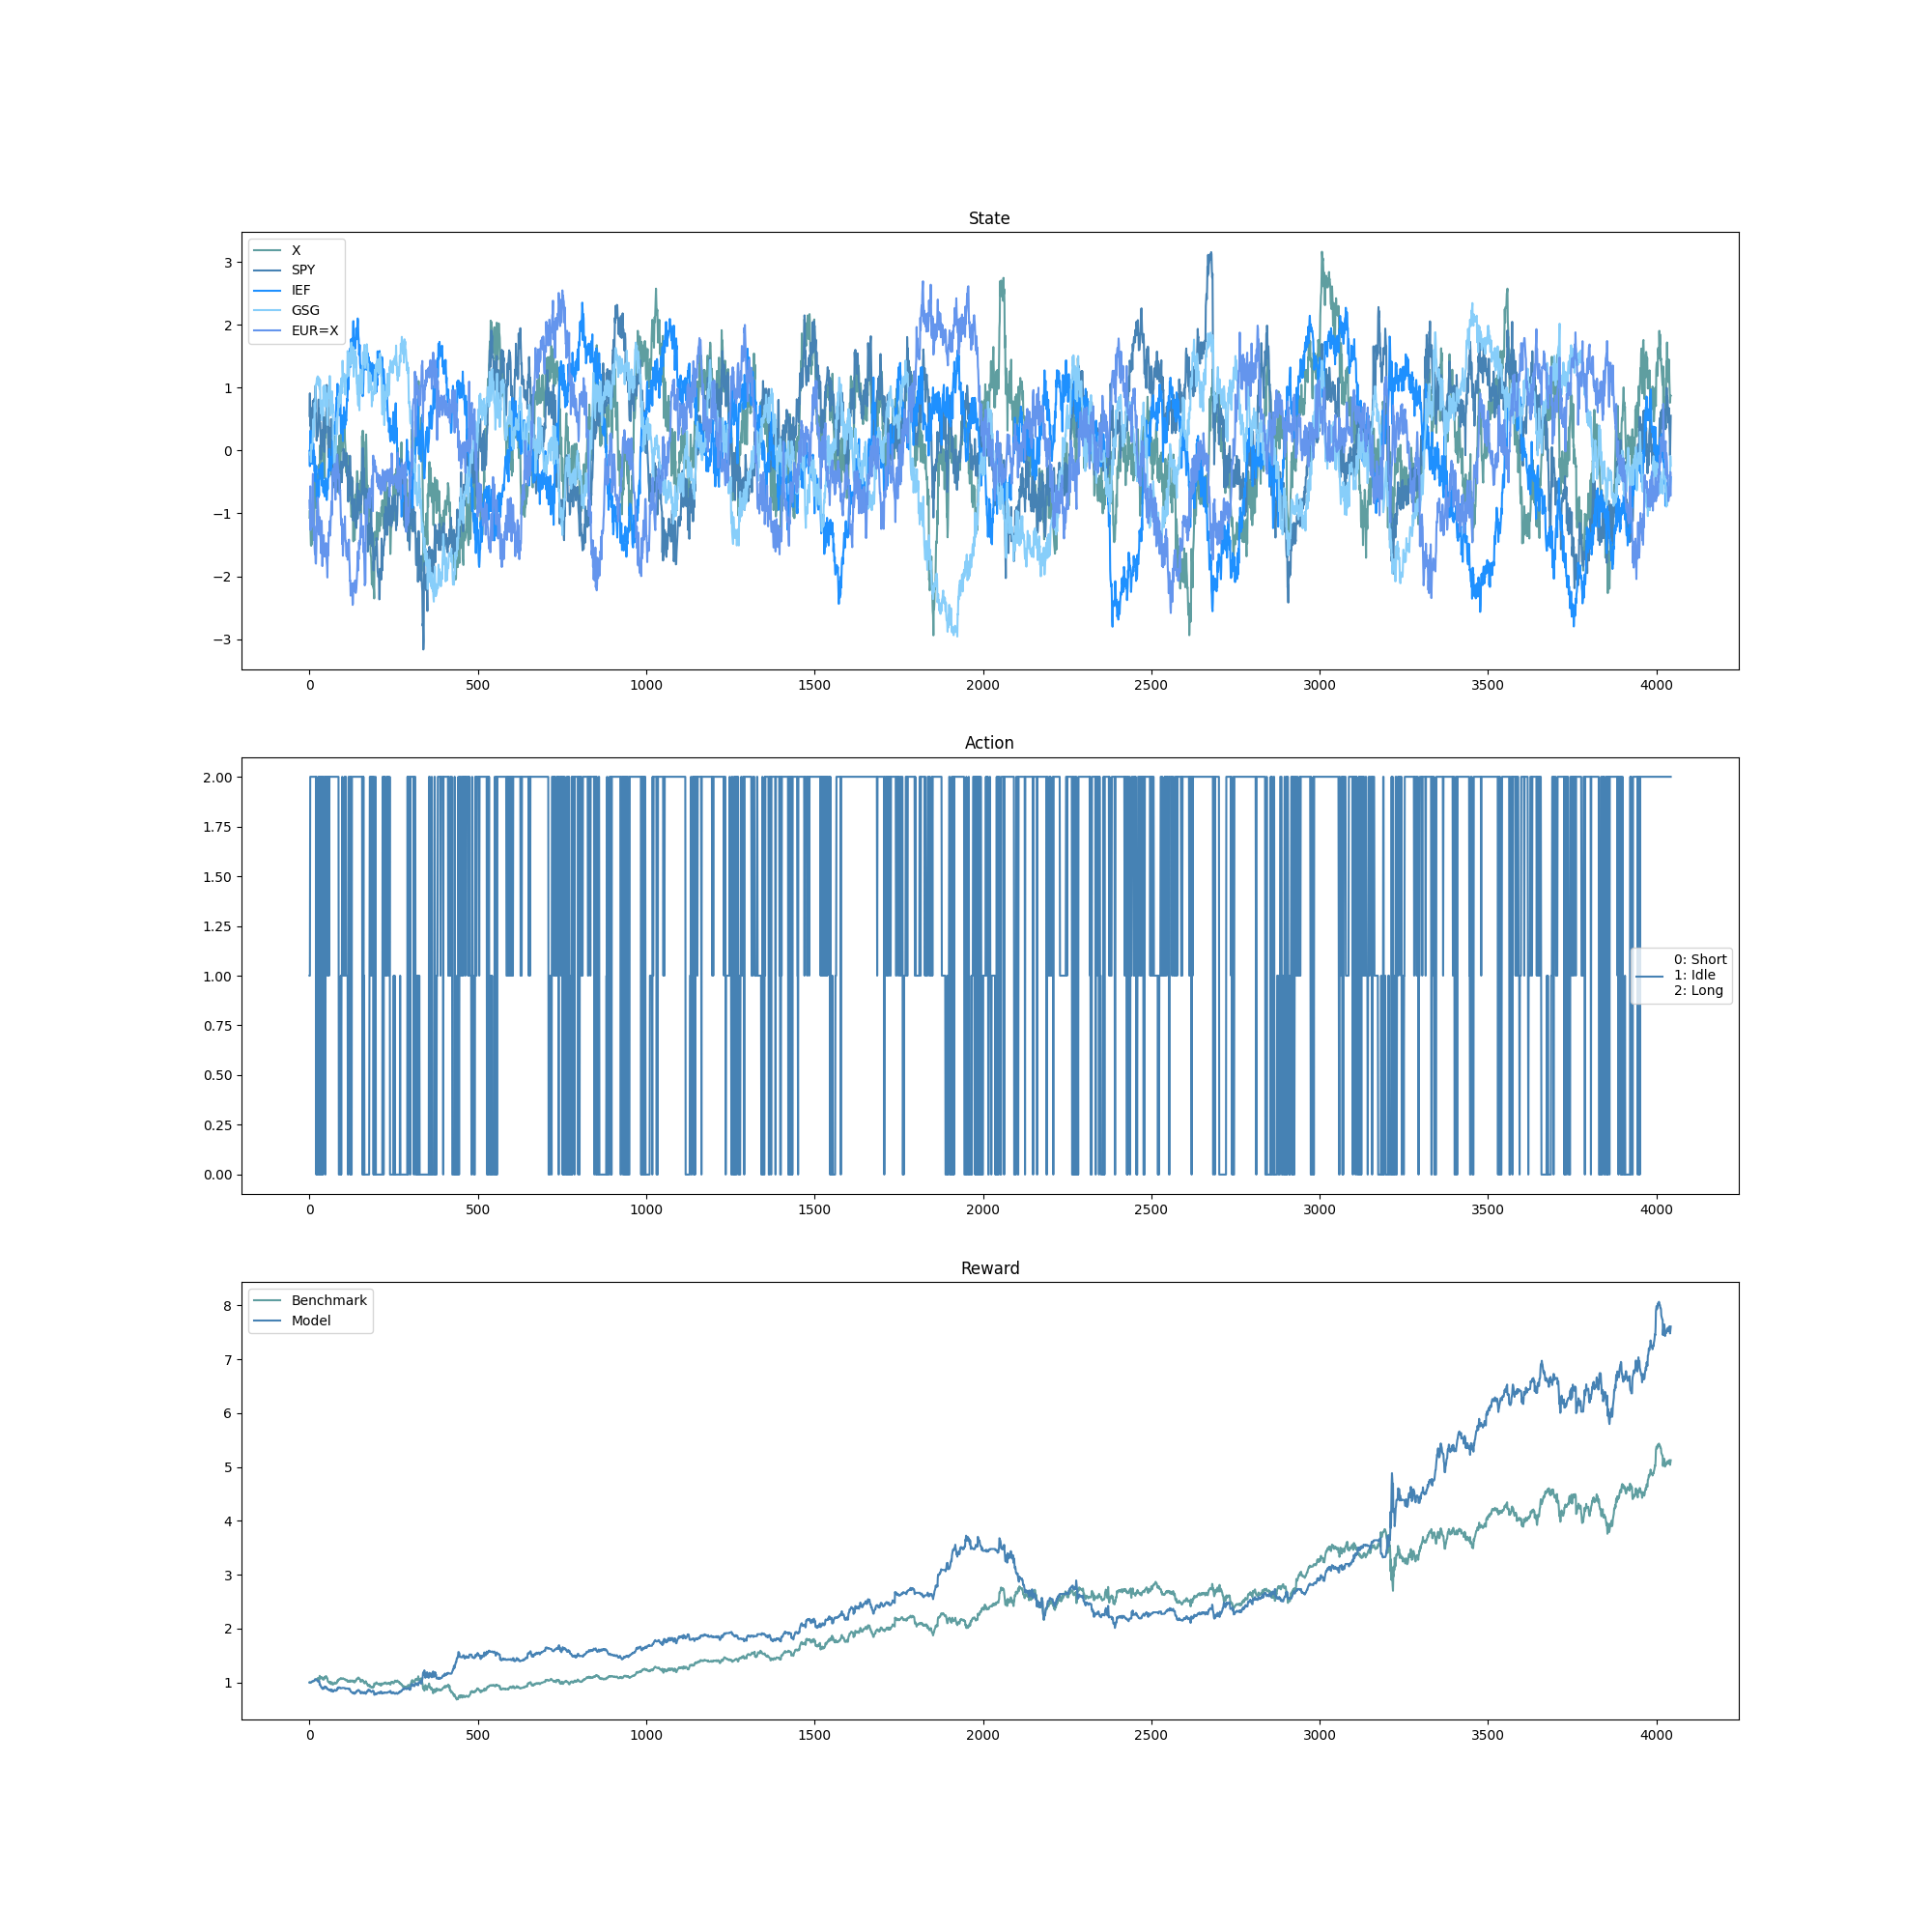 State
X
SPY
IEF
GSG
EUR=X
3
2
1
0
−1
−2
−3
0 500 1000 1500 2000 2500 3000 3500 4000
Action
2.00
1.75
1.50
1.25
1.00
0.75
0.50
0.25
0.00
0: Short
1: Idle
2: Long
0 500 1000 1500 2000 2500 3000 3500 4000
Reward
Benchmark
Model
8
7
6
5
4
3
2
1
0 500 1000 1500 2000 2500 3000 3500 4000